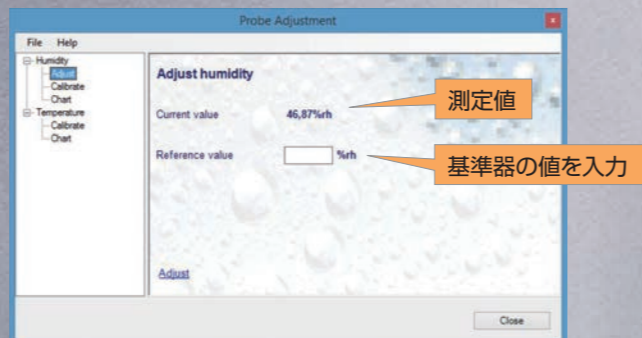 Probe Adjustment
File Help
Humidity
Adjust
Calibrate
Chart
Temperature
Calibrate
Chart
Adjust humidity
Current value 46,87%rh
測定値
Reference value %rh
基準器の値を入力
Adjust
Close